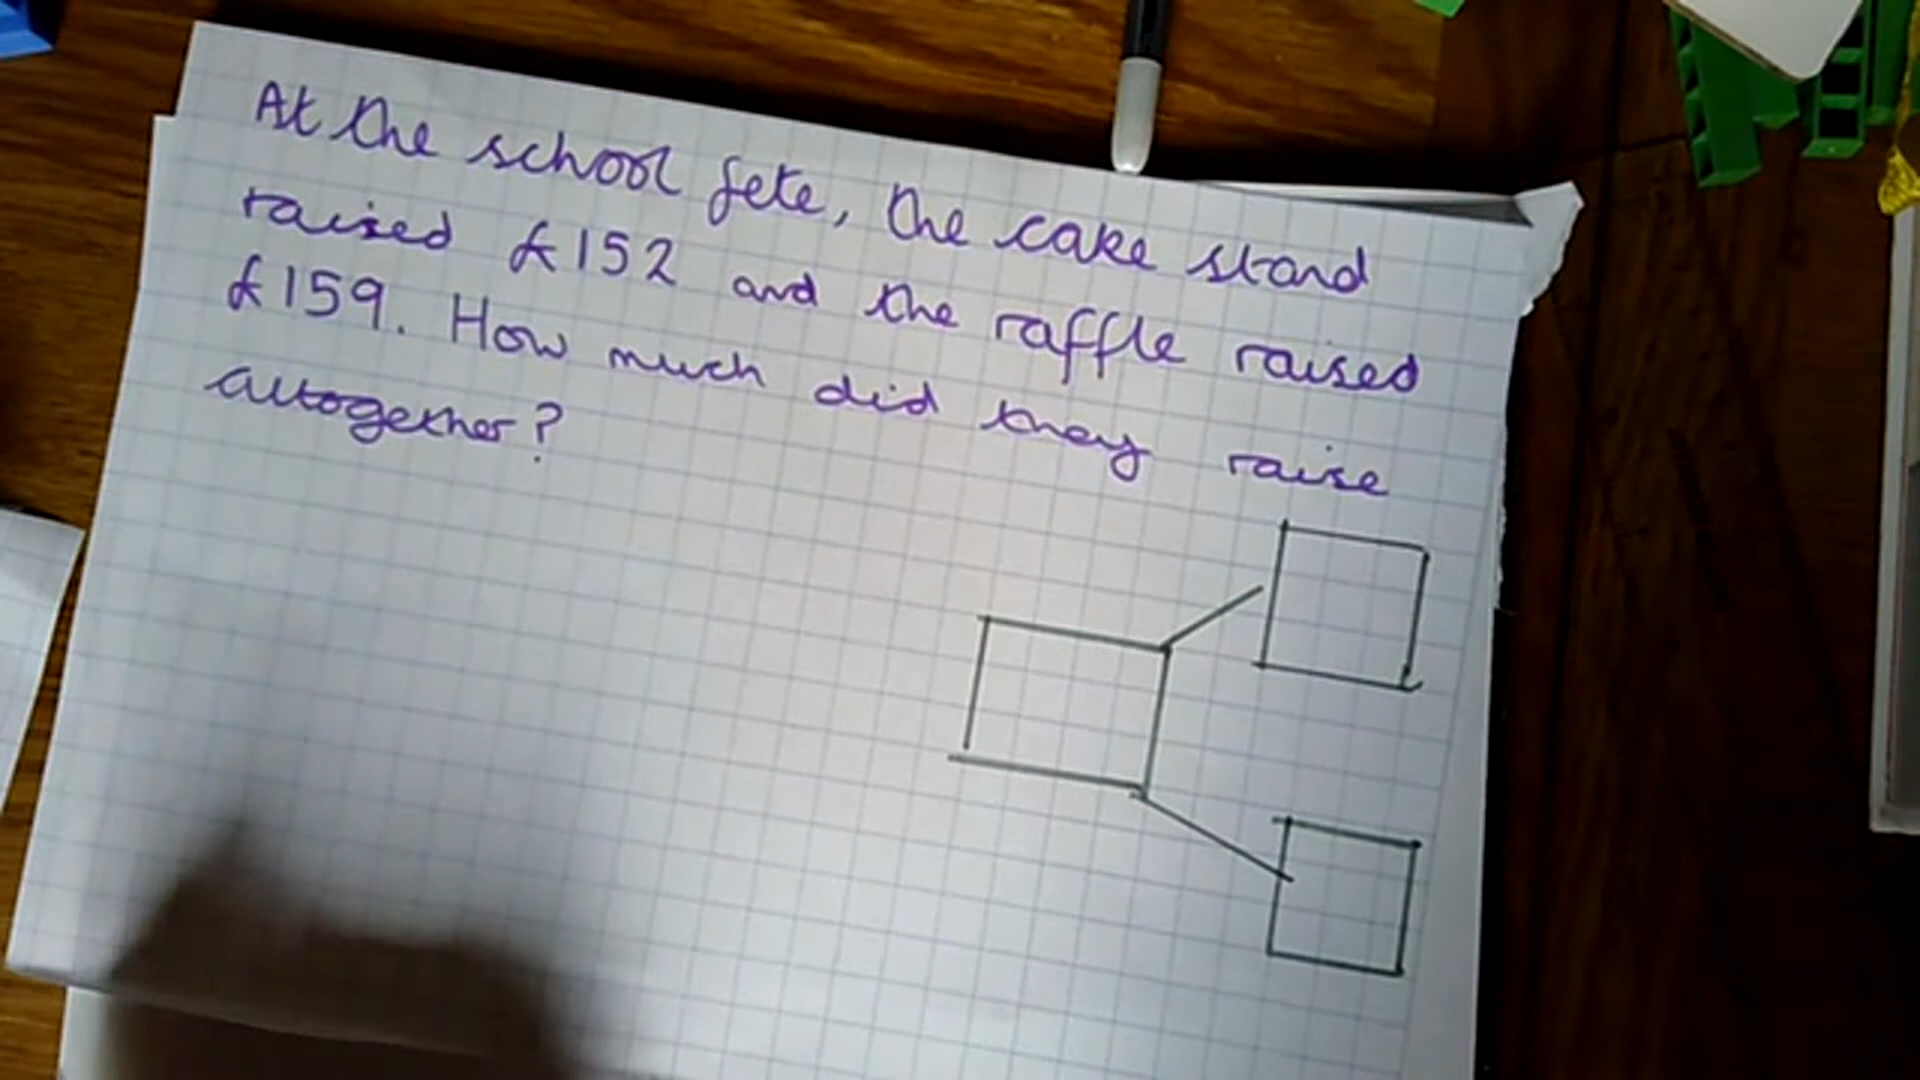 At the school fete, the cake stand
raised £152 and the raffle raised
£159. How much did they raise
altogether?